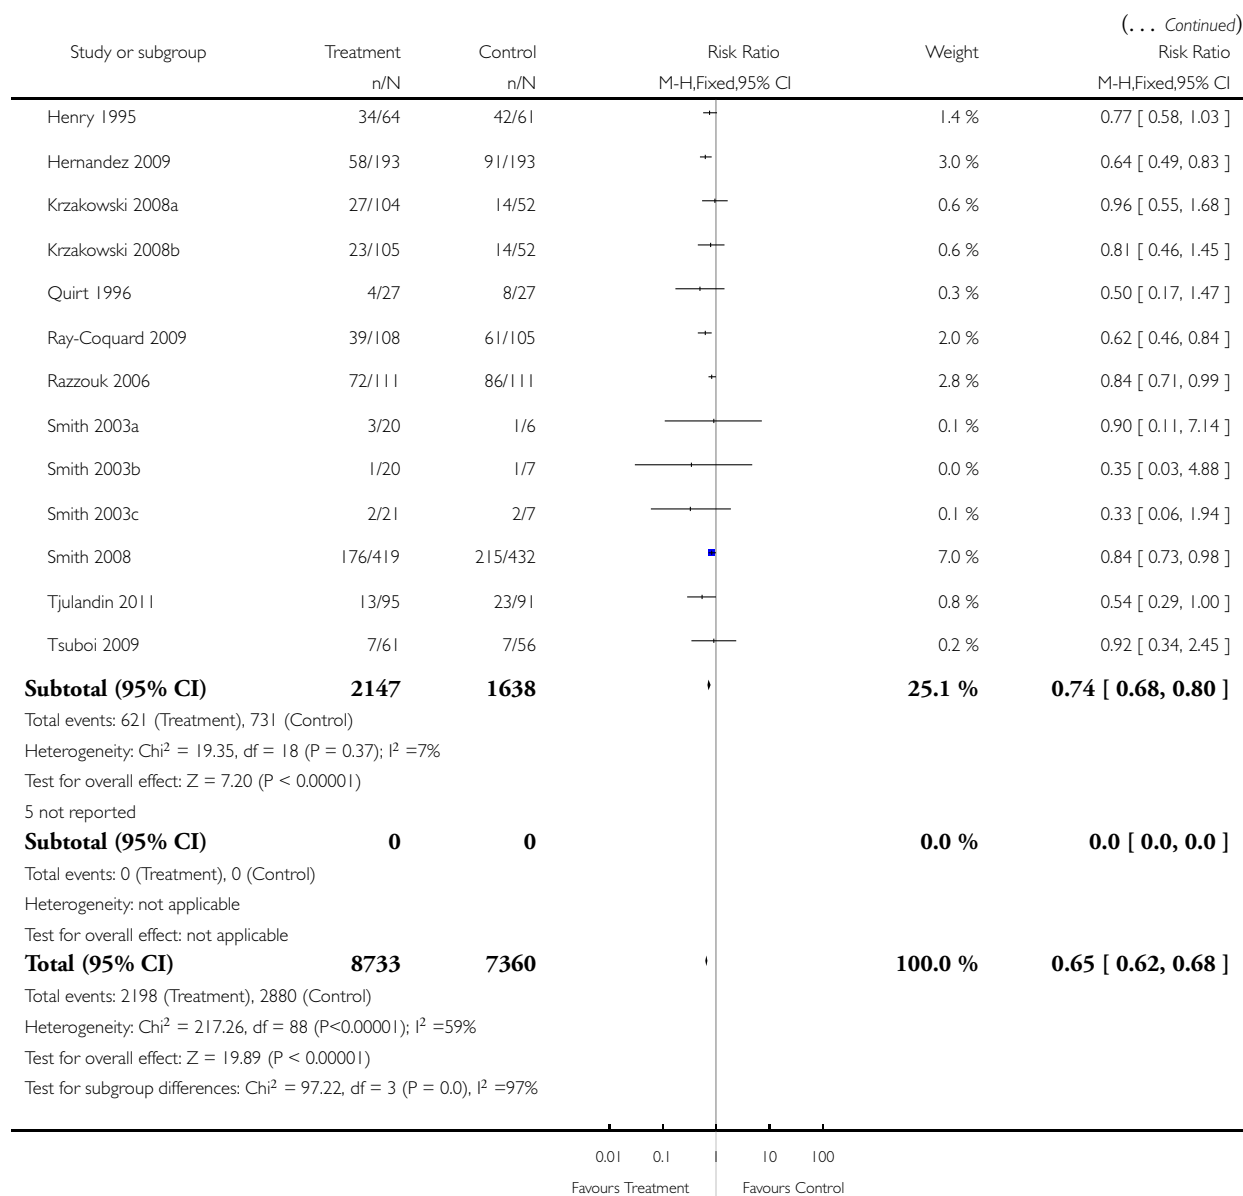 (... Continued)
Study or subgroup Treatment Control Risk Ratio Weight Risk Ratio
n/N n/N M-H,Fixed,95% CI M-H,Fixed,95% CI
Henry 1995 34/64 42/61 1.4 % 0.77 [ 0.58, 1.03 ]
Hernandez 2009 58/193 91/193 3.0 % 0.64 [ 0.49, 0.83 ]
Krzakowski 2008a 27/104 14/52 0.6 % 0.96 [ 0.55, 1.68 ]
Krzakowski 2008b 23/105 14/52 0.6 % 0.81 [ 0.46, 1.45 ]
Quirt 1996 4/27 8/27 0.3 % 0.50 [ 0.17, 1.47 ]
Ray-Coquard 2009 39/108 61/105 2.0 % 0.62 [ 0.46, 0.84 ]
Razzouk 2006 72/111 86/111 2.8 % 0.84 [ 0.71, 0.99 ]
Smith 2003a 3/20 1/6 0.1 % 0.90 [ 0.11, 7.14 ]
Smith 2003b 1/20 1/7 0.0 % 0.35 [ 0.03, 4.88 ]
Smith 2003c 2/21 2/7 0.1 % 0.33 [ 0.06, 1.94 ]
Smith 2008 176/419 215/432 7.0 % 0.84 [ 0.73, 0.98 ]
Tjulandin 2011 13/95 23/91 0.8 % 0.54 [ 0.29, 1.00 ]
Tsuboi 2009 7/61 7/56 0.2 % 0.92 [ 0.34, 2.45 ]
Subtotal (95% CI) 2147 1638 25.1 % 0.74 [ 0.68, 0.80 ]
Total events: 621 (Treatment), 731 (Control)
Heterogeneity: Chi² = 19.35, df = 18 (P = 0.37); I² =7%
Test for overall effect: Z = 7.20 (P < 0.00001)
5 not reported
Subtotal (95% CI) 0 0 0.0 % 0.0 [ 0.0, 0.0 ]
Total events: 0 (Treatment), 0 (Control)
Heterogeneity: not applicable
Test for overall effect: not applicable
Total (95% CI) 8733 7360 100.0 % 0.65 [ 0.62, 0.68 ]
Total events: 2198 (Treatment), 2880 (Control)
Heterogeneity: Chi² = 217.26, df = 88 (P<0.00001); I² =59%
Test for overall effect: Z = 19.89 (P < 0.00001)
Test for subgroup differences: Chi² = 97.22, df = 3 (P = 0.0), I² =97%
0.01 0.1 1 10 100
Favours Treatment Favours Control